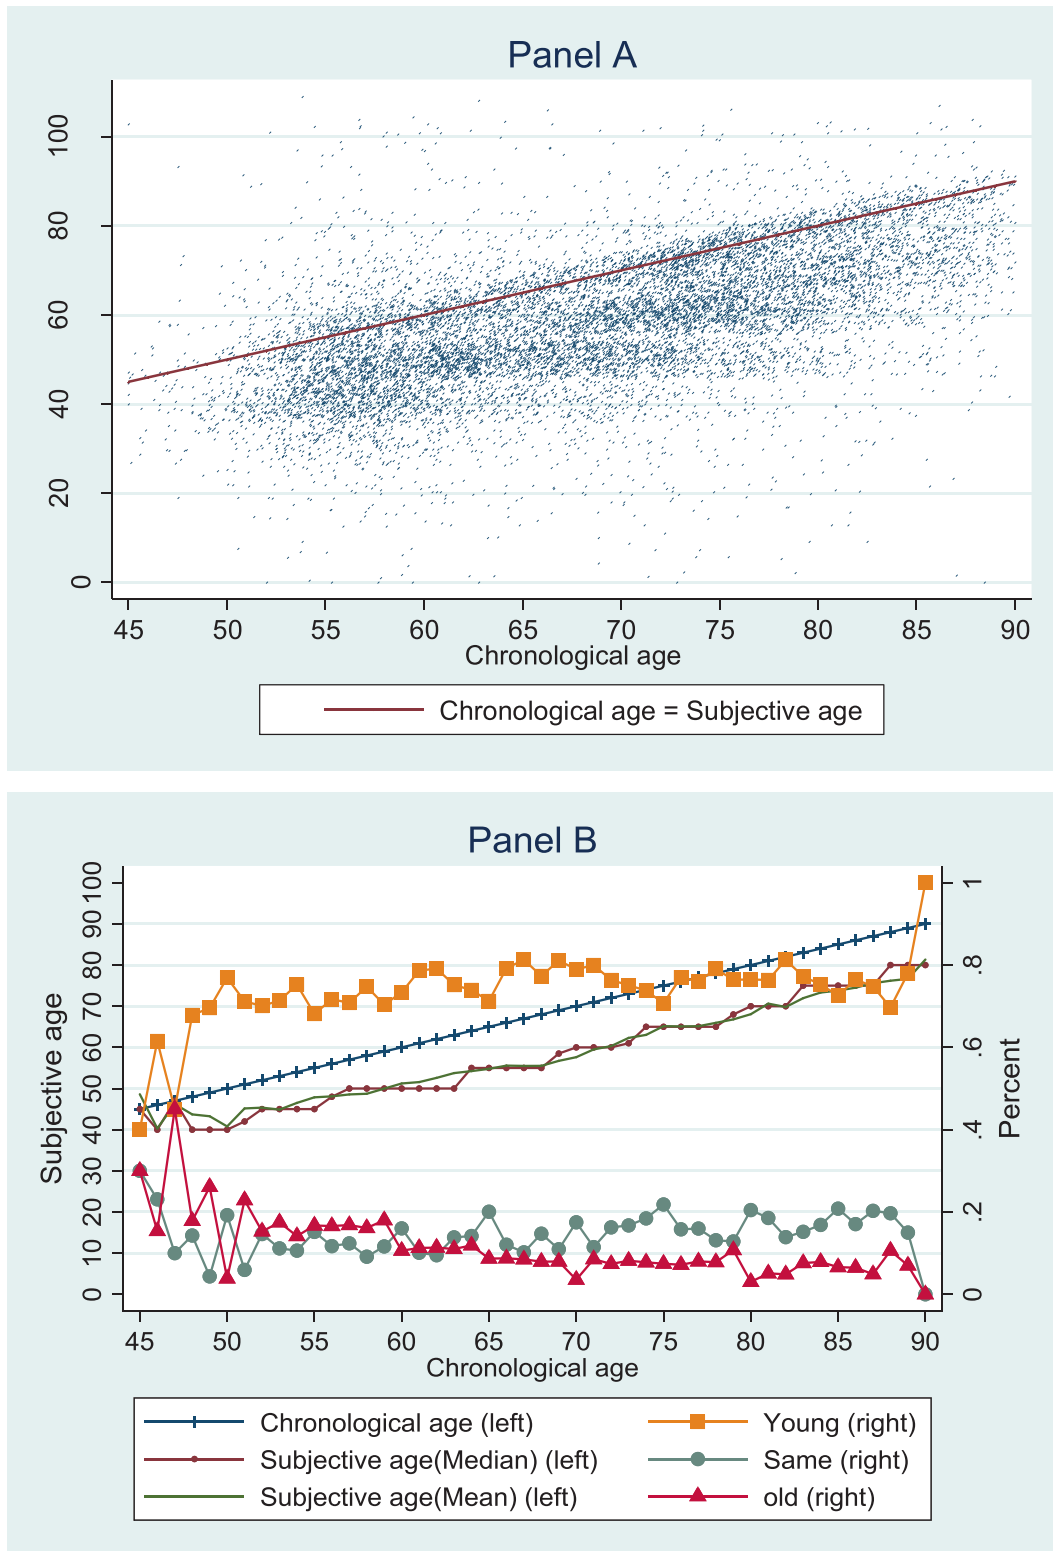 Panel A
100
80
60
40
20
0
45 50 55 60 65 70 75 80 85 90
Chronological age
Chronological age = Subjective age
Panel B
Subjective age
100
90
80
70
60
50
40
30
20
10
0
1
.8
.6
.4
.2
0
Percent
45 50 55 60 65 70 75 80 85 90
Chronological age
Chronological age (left) Young (right)
Subjective age(Median) (left) Same (right)
Subjective age(Mean) (left) old (right)